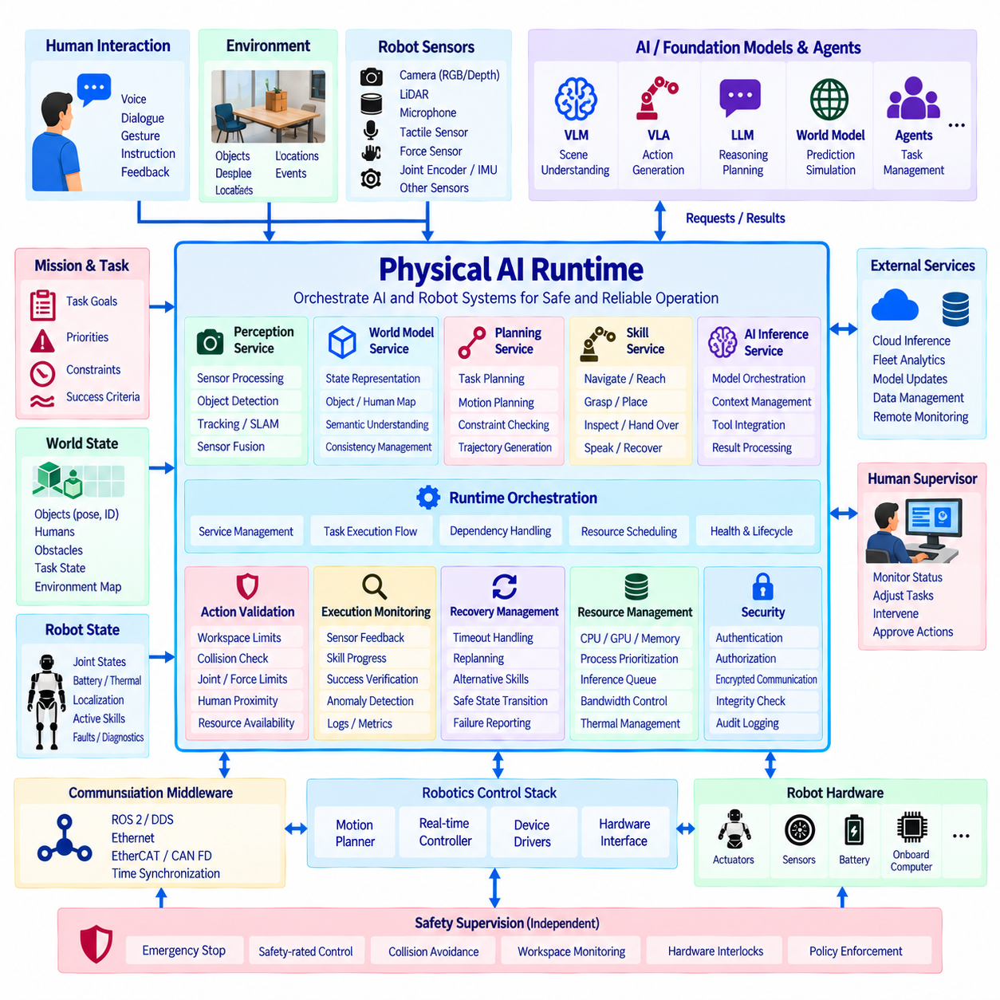 Human Interaction
Voice
Dialogue
Gesture
Instruction
Feedback
Environment
Objects
Desplee
Locatiads
Locations
Events
Robot Sensors
Camera (RGB/Depth)
LiDAR
Microphone
Tactile Sensor
Force Sensor
Joint Encoder / IMU
Other Sensors
AI / Foundation Models & Agents
VLM
Scene
Understanding
VLA
Action
Generation
LLM
Reasoning
Planning
World Model
Prediction
Simulation
Agents
Task
Management
...
Requests / Results
Mission & Task
Task Goals
Priorities
Constraints
Success Criteria
World State
Objects (pose, ID)
Humans
Obstacles
Task State
Environment Map
Robot State
Joint States
Battery / Thermal
Localization
Active Skills
Faults / Diagnostics
Physical AI Runtime
Orchestrate AI and Robot Systems for Safe and Reliable Operation
Perception
Service
Sensor Processing
Object Detection
Tracking / SLAM
Sensor Fusion
World Model
Service
State Representation
Object / Human Map
Semantic Understanding
Consistency Management
Planning
Service
Task Planning
Motion Planning
Constraint Checking
Trajectory Generation
Skill
Service
Navigate / Reach
Grasp / Place
Inspect / Hand Over
Speak / Recover
AI Inference
Service
Model Orchestration
Context Management
Tool Integration
Result Processing
Runtime Orchestration
Service Management
Task Execution Flow
Dependency Handling
Resource Scheduling
Health & Lifecycle
Action Validation
Workspace Limits
Collision Check
Joint / Force Limits
Human Proximity
Resource Availability
Execution Monitoring
Sensor Feedback
Skill Progress
Success Verification
Anomaly Detection
Logs / Metrics
Recovery Management
Timeout Handling
Replanning
Alternative Skills
Safe State Transition
Failure Reporting
Resource Management
CPU / GPU / Memory
Process Prioritization
Inference Queue
Bandwidth Control
Thermal Management
Security
Authentication
Authorization
Encrypted Communication
Integrity Check
Audit Logging
External Services
Cloud Inference
Fleet Analytics
Model Updates
Data Management
Remote Monitoring
Human Supervisor
Monitor Status
Adjust Tasks
Intervene
Approve Actions
Middleware
ROS 2 / DDS
Ethernet
EtherCAT / CAN FD
Time Synchronization
Robotics Control Stack
Motion
Planner
Real-time
Controller
Device
Drivers
Hardware
Interface
Robot Hardware
Actuators
Sensors
Battery
Onboard
Computer
...
Safety Supervision (Independent)
Emergency Stop
Safety-rated Control
Collision Avoidance
Workspace Monitoring
Hardware Interlocks
Policy Enforcement